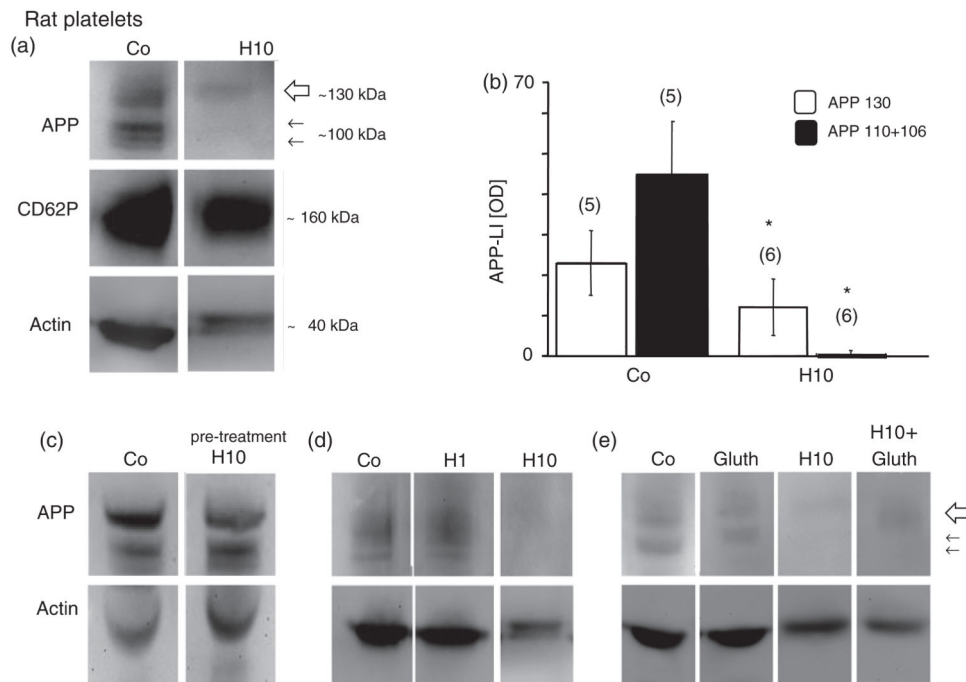 Rat platelets
(a)
Co H10
APP
~130 kDa
← ~100 kDa
←
CD62P
~ 160 kDa
Actin
~ 40 kDa
(b)
70
APP-LI [OD]
0
(5)
(5)
*
(6)
*
(6)
Co H10
APP 130
APP 110+106
(c)
Co
pre-treatment
H10
APP
Actin
(d)
Co H1 H10
(e)
Co Gluth H10
H10+
Gluth